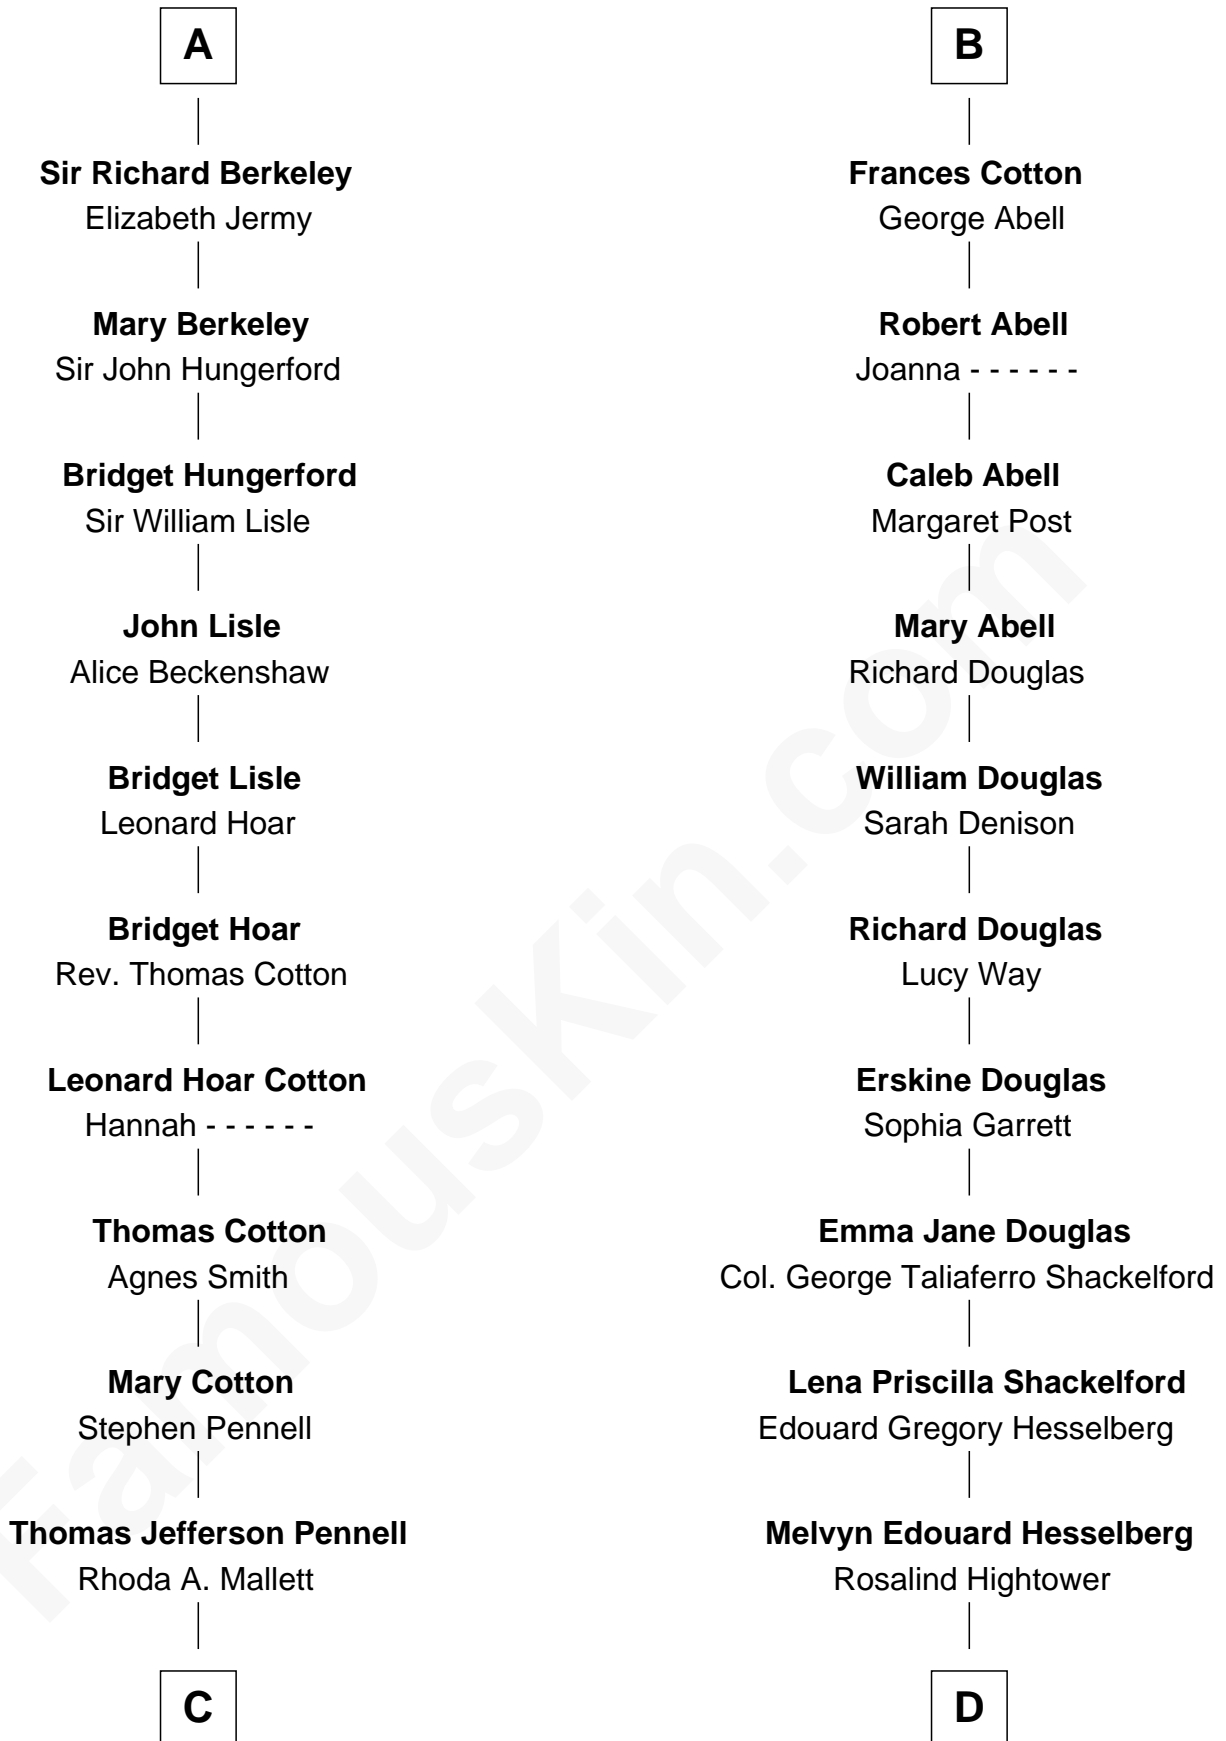 A
Sir Richard Berkeley
Elizabeth Jermy
Mary Berkeley
Sir John Hungerford
Bridget Hungerford
Sir William Lisle
John Lisle
Alice Beckenshaw
Bridget Lisle
Leonard Hoar
Bridget Hoar
Rev. Thomas Cotton
Leonard Hoar Cotton
Hannah - - - - - -
Thomas Cotton
Agnes Smith
Mary Cotton
Stephen Pennell
Thomas Jefferson Pennell
Rhoda A. Mallett
C
B
Frances Cotton
George Abell
Robert Abell
Joanna - - - - - -
Caleb Abell
Margaret Post
Mary Abell
Richard Douglas
William Douglas
Sarah Denison
Richard Douglas
Lucy Way
Erskine Douglas
Sophia Garrett
Emma Jane Douglas
Col. George Taliaferro Shackelford
Lena Priscilla Shackelford
Edouard Gregory Hesselberg
Melvyn Edouard Hesselberg
Rosalind Hightower
D
FamousKin.com